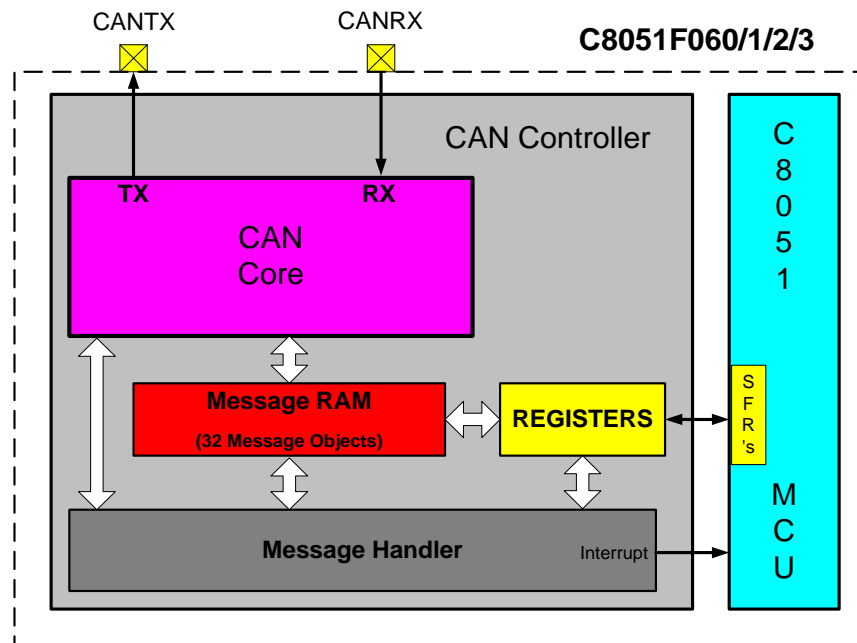 CANTX
CANRX
C8051F060/1/2/3
CAN Controller
TX
RX
CAN
Core
Message RAM
(32 Message Objects)
REGISTERS
Message Handler
Interrupt
C
8
0
5
1
S
F
R
's
M
C
U